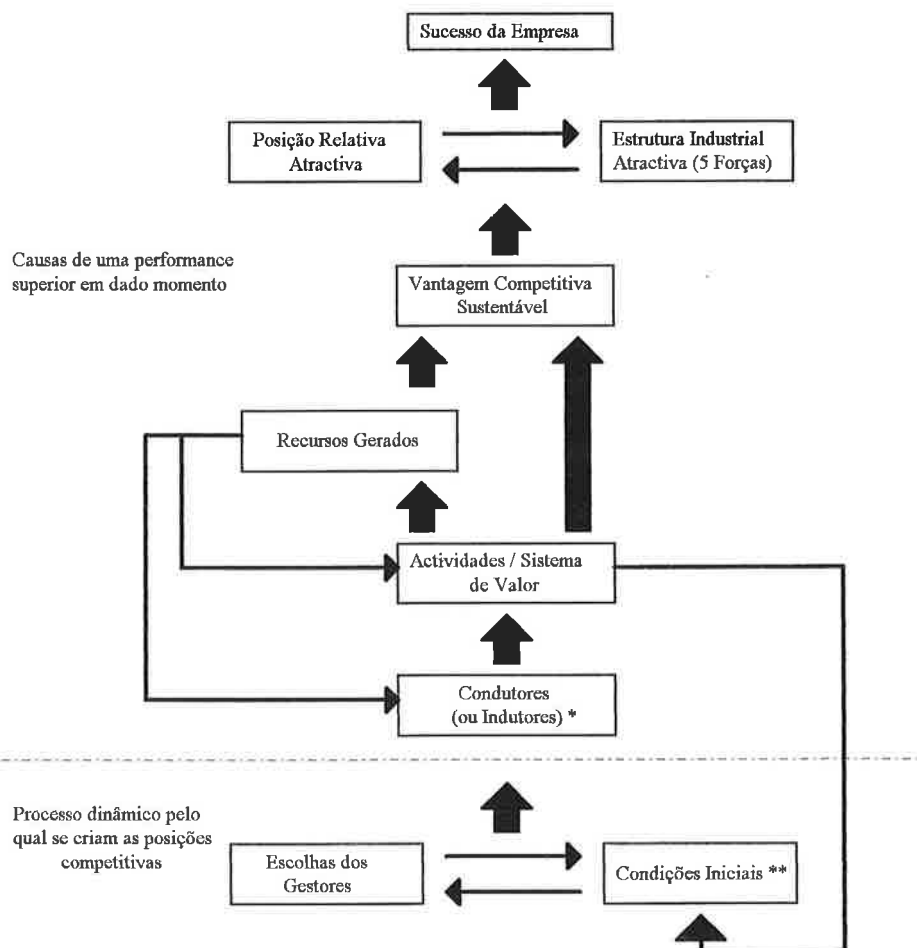 Sucesso da Empresa
Posição Relativa
Atractiva
Estrutura Industrial
Atractiva (5 Forças)
Causas de uma performance
superior em dado momento
Vantagem Competitiva
Sustentável
Recursos Gerados
Actividades / Sistema
de Valor
Condutores
(ou Indutores) *
Processo dinâmico pelo
qual se criam as posições
competitivas
Escolhas dos
Gestores
Condições Iniciais **